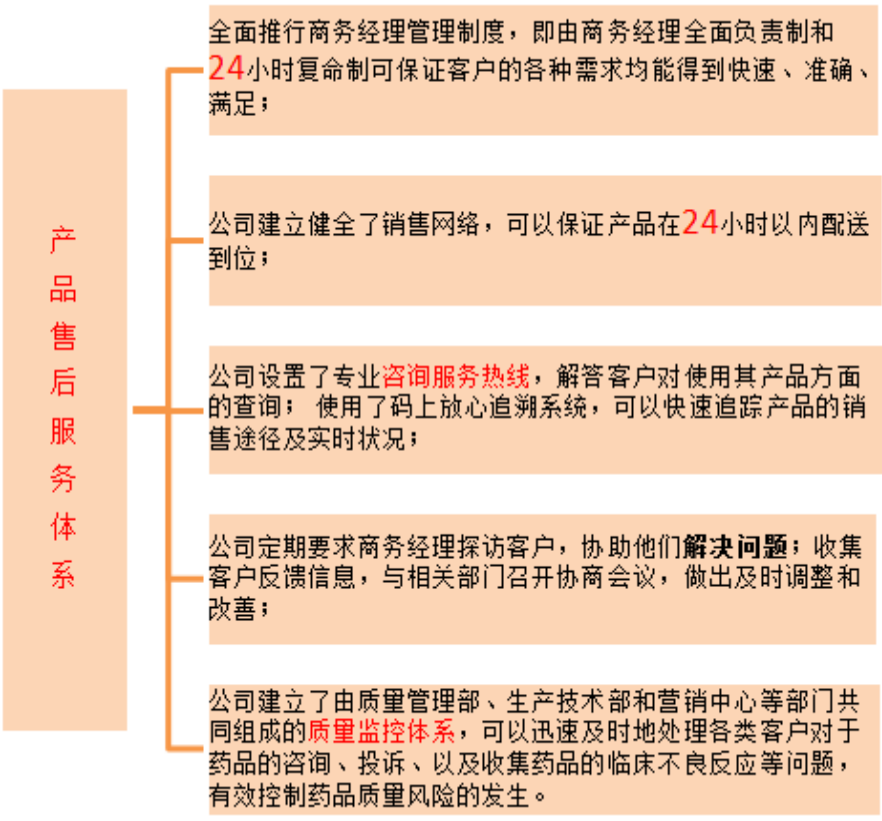 产品售后服务体系
全面推行商务经理管理制度，即由商务经理全面负责制和
24小时复命制可保证客户的各种需求均能得到快速、准确、
满足；
公司建立健全了销售网络，可以保证产品在24小时以内配送
到位；
公司设置了专业咨询服务热线，解答客户对使用其产品方面
的查询； 使用了码上放心追溯系统，可以快速追踪产品的销
售途径及实时状况；
公司定期要求商务经理探访客户，协助他们解决问题；收集
客户反馈信息，与相关部门召开协商会议，做出及时调整和
改善；
公司建立了由质量管理部、生产技术部和营销中心等部门共
同组成的质量监控体系，可以迅速及时地处理各类客户对于
药品的咨询、投诉、以及收集药品的临床不良反应等问题，
有效控制药品质量风险的发生。